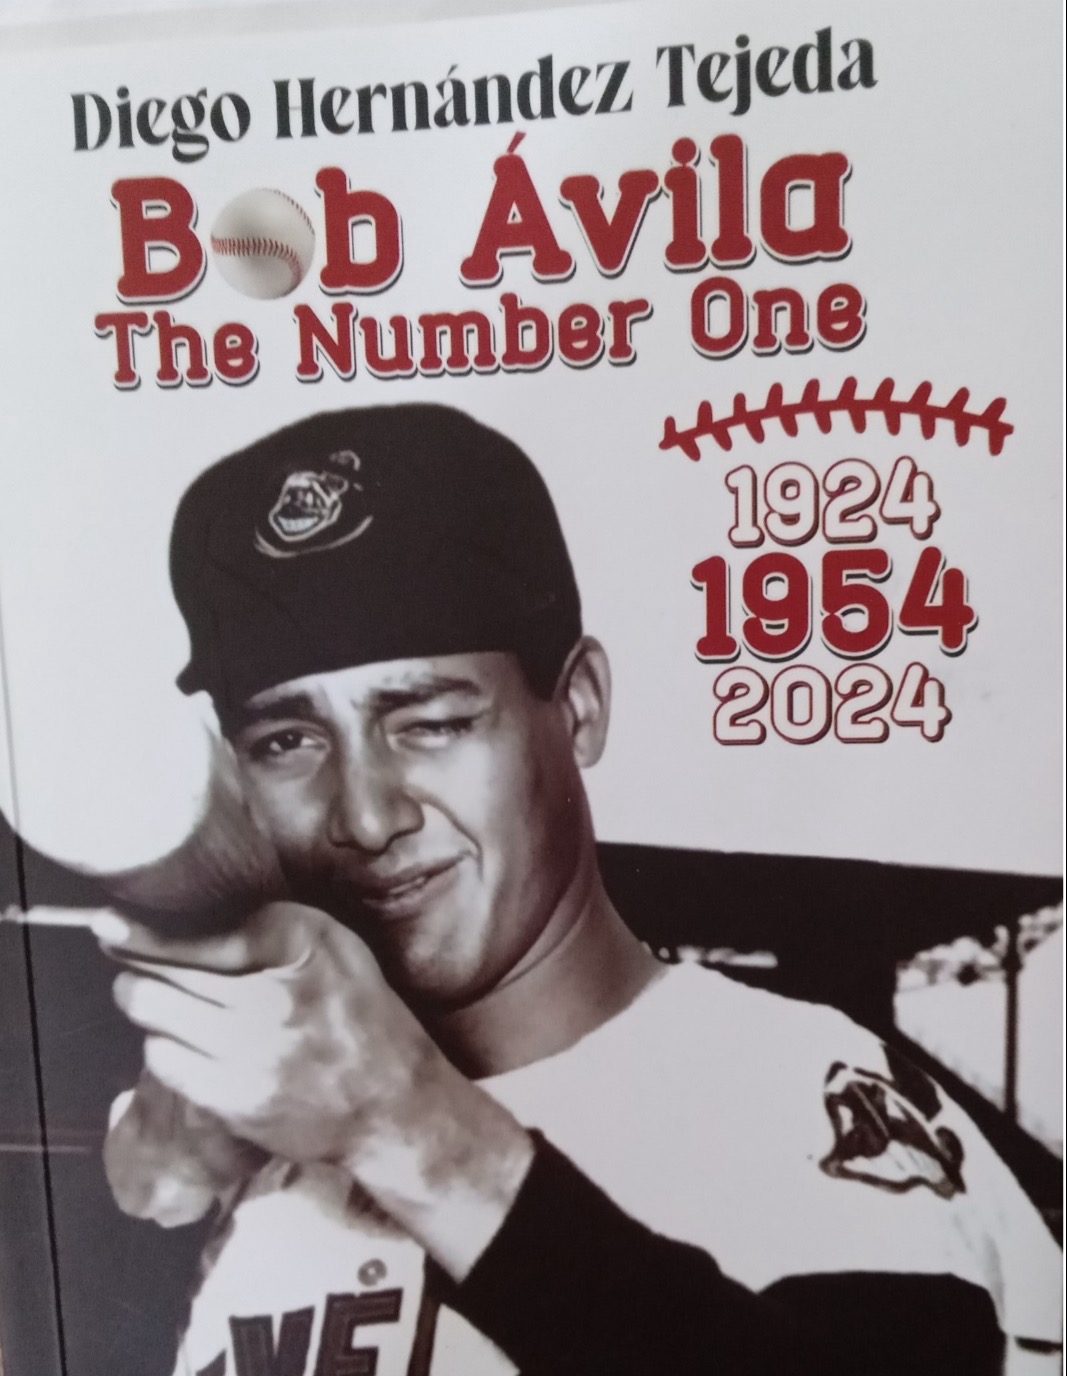 Diego Hernández Tejeda
Bob Ávila
The Number One
1924
1954
2024